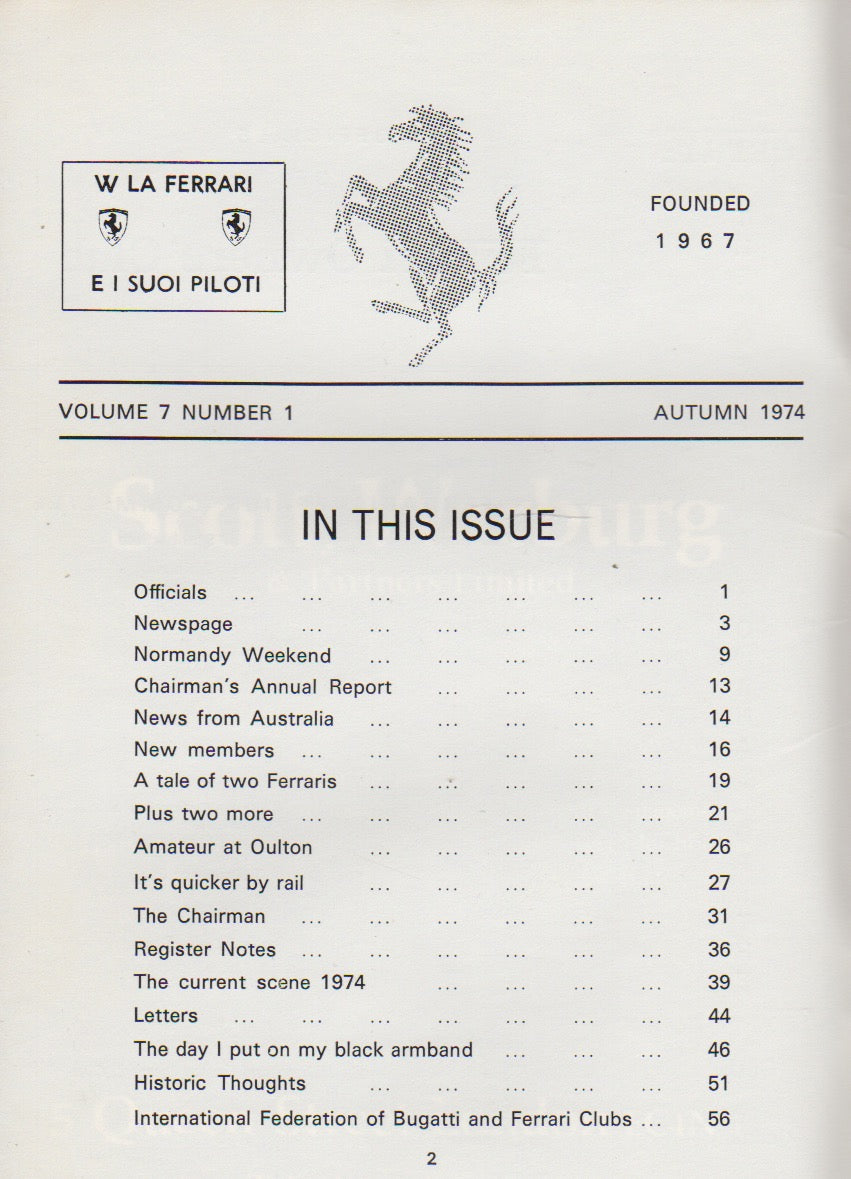 W LA FERRARI
E I SUOI PILOTI
FOUNDED
1 9 6 7
VOLUME 7 NUMBER 1 AUTUMN 1974
IN THIS ISSUE
Officials ... ... ... ... ... ... ... 1
Newspage ... ... ... ... ... ... 3
Normandy Weekend ... ... ... ... ... 9
Chairman's Annual Report ... ... ... ... 13
News from Australia ... ... ... ... ... 14
New members ... ... ... ... ... ... 16
A tale of two Ferraris ... ... ... ... ... 19
Plus two more ... ... ... ... ... ... 21
Amateur at Oulton ... ... ... ... ... 26
It's quicker by rail ... ... ... ... ... 27
The Chairman ... ... ... ... ... ... 31
Register Notes ... ... ... ... ... ... 36
The current scene 1974 ... ... ... ... 39
Letters ... ... ... ... ... ... ... 44
The day I put on my black armband ... ... ... 46
Historic Thoughts ... ... ... ... ... 51
International Federation of Bugatti and Ferrari Clubs ... 56
2